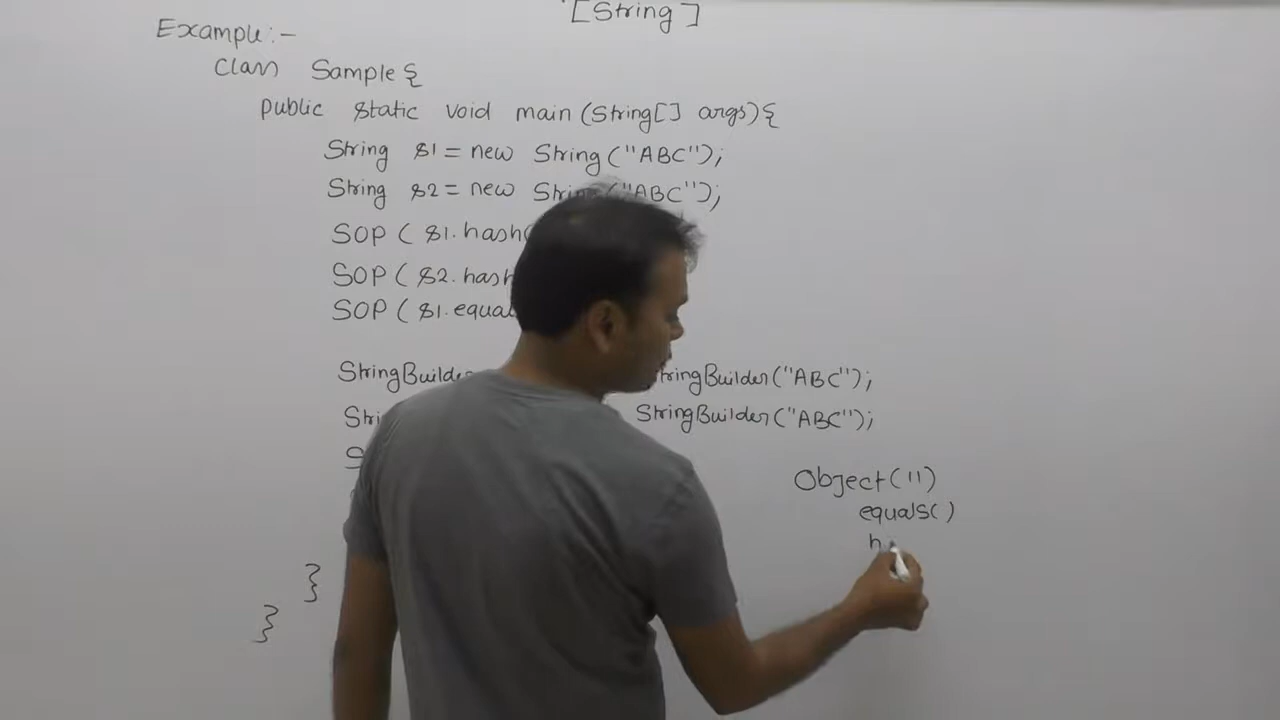 [String]
Example:-
class Sample{
public static void main(String[] args){
String s1 = new String("ABC");
String s2 = new String("ABC");
SOP( s1.hash
SOP( s2.hash
SOP( s1.equal
StringBuilder StringBuilder("ABC");
Stri StringBuilder("ABC");
S
Object(11)
equals()
h
}
}